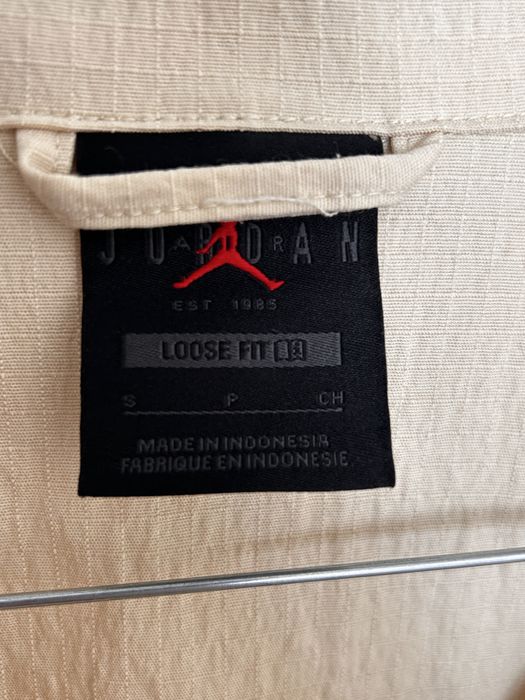 JORDAN
EST 1985
LOOSE FIT
S P CH
MADE IN INDONESIA
FABRIQUE EN INDONESIE